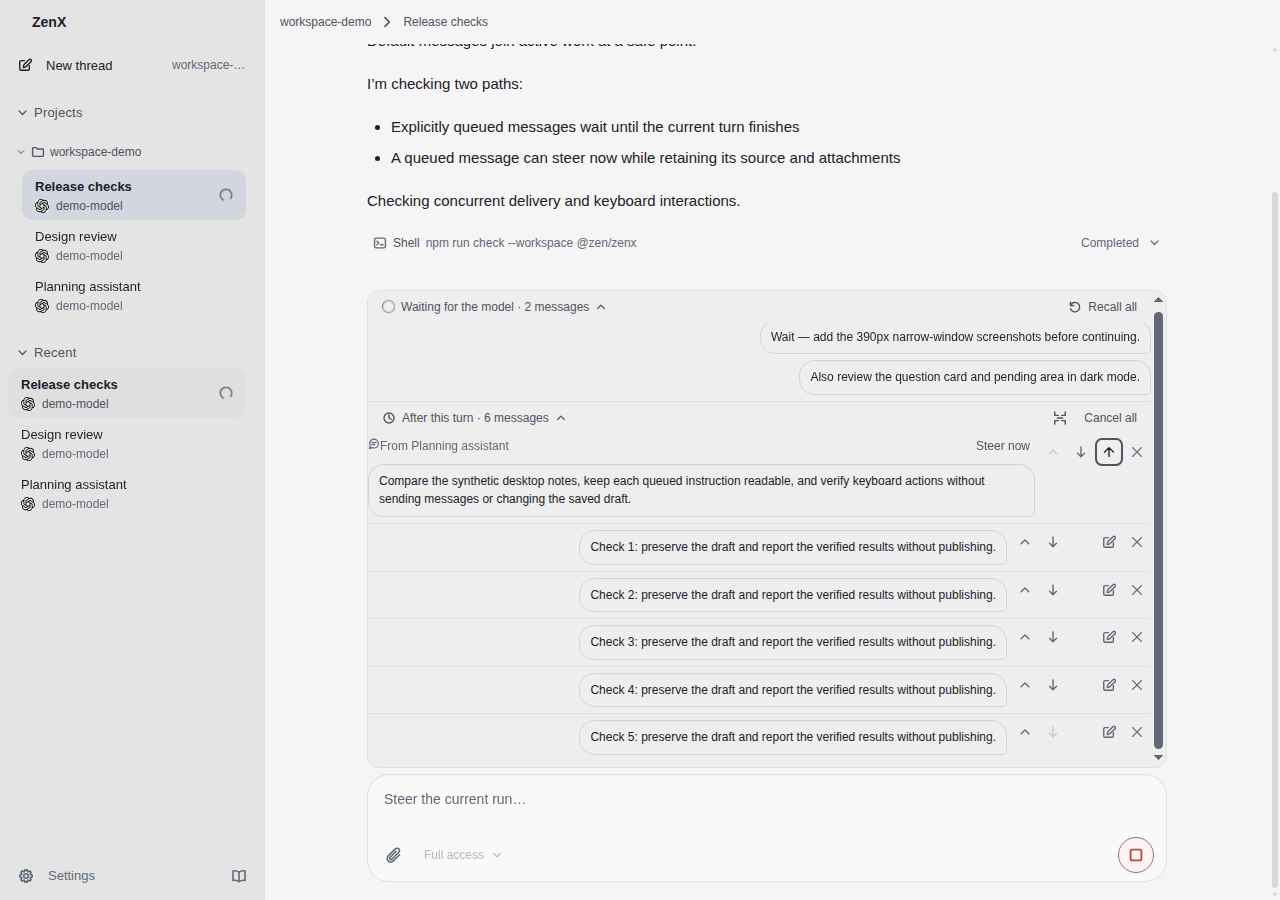 ZenX
New thread
workspace-…
Projects
workspace-demo
Release checks
demo-model
Design review
demo-model
Planning assistant
demo-model
Recent
Release checks
demo-model
Design review
demo-model
Planning assistant
demo-model
Settings
workspace-demo
Release checks
Default messages join active work at a safe point.
I’m checking two paths:
Explicitly queued messages wait until the current turn finishes
A queued message can steer now while retaining its source and attachments
Checking concurrent delivery and keyboard interactions.
Shell npm run check --workspace @zen/zenx
Completed
Waiting for the model · 2 messages
Recall all
Wait — add the 390px narrow-window screenshots before continuing.
Also review the question card and pending area in dark mode.
After this turn · 6 messages
Cancel all
From Planning assistant
Steer now
Compare the synthetic desktop notes, keep each queued instruction readable, and verify keyboard actions without
sending messages or changing the saved draft.
Check 1: preserve the draft and report the verified results without publishing.
Check 2: preserve the draft and report the verified results without publishing.
Check 3: preserve the draft and report the verified results without publishing.
Check 4: preserve the draft and report the verified results without publishing.
Check 5: preserve the draft and report the verified results without publishing.
Steer the current run…
Full access